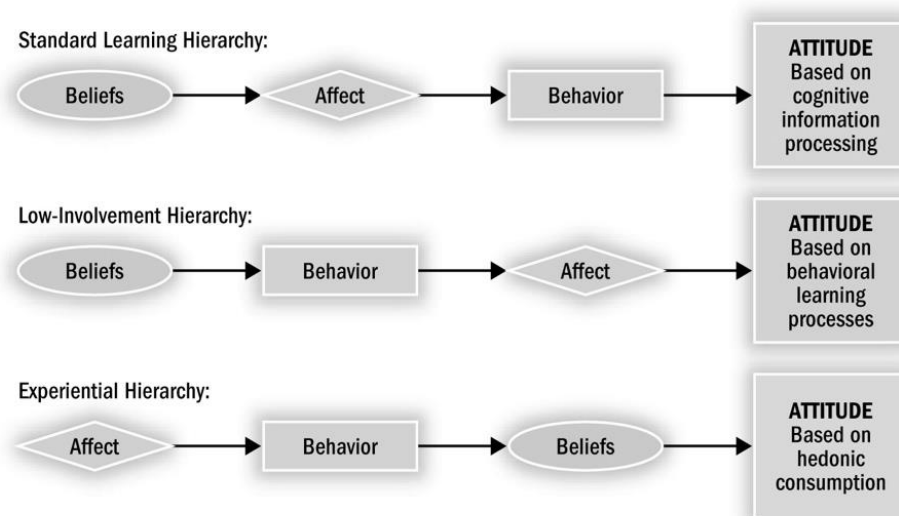 Standard Learning Hierarchy:
Beliefs
Affect
Behavior
ATTITUDE
Based on
cognitive
information
processing
Low-Involvement Hierarchy:
Beliefs
Behavior
Affect
ATTITUDE
Based on
behavioral
learning
processes
Experiential Hierarchy:
Affect
Behavior
Beliefs
ATTITUDE
Based on
hedonic
consumption